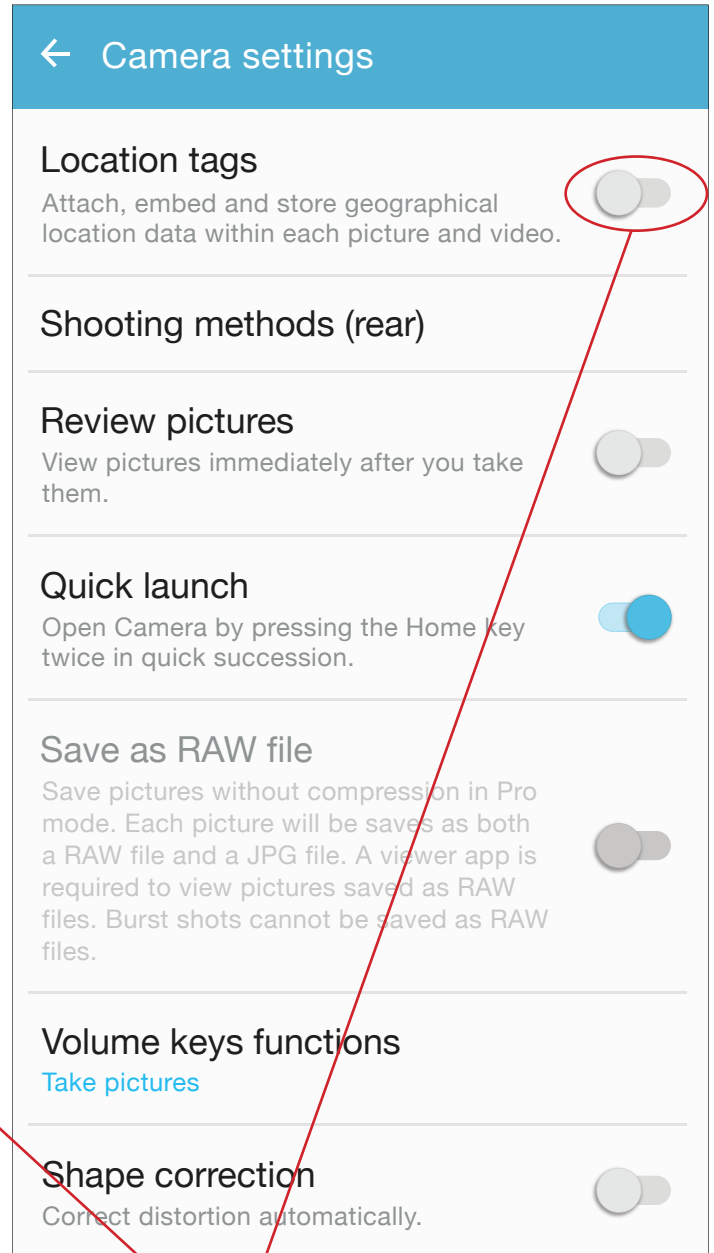 Camera settings
Location tags
Attach, embed and store geographical
location data within each picture and video.
Shooting methods (rear)
Review pictures
View pictures immediately after you take
them.
Quick launch
Open Camera by pressing the Home key
twice in quick succession.
Save as RAW file
Save pictures without compression in Pro
mode. Each picture will be saves as both
a RAW file and a JPG file. A viewer app is
required to view pictures saved as RAW
files. Burst shots cannot be saved as RAW
files.
Volume keys functions
Take pictures
Shape correction
Correct distortion automatically.